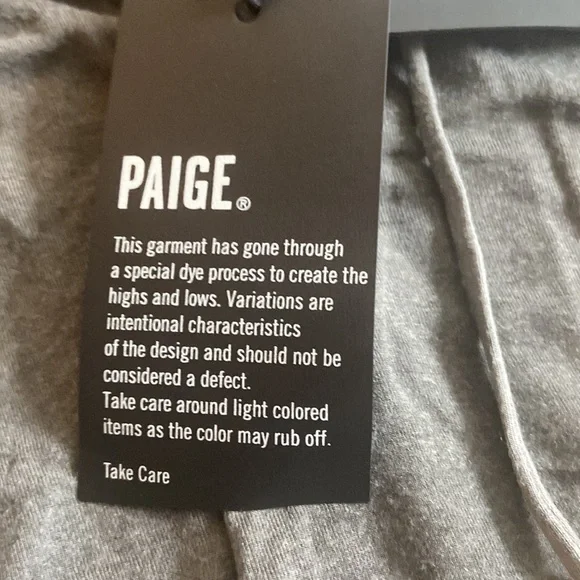 PAIGE®
This garment has gone through
a special dye process to create the
highs and lows. Variations are
intentional characteristics
of the design and should not be
considered a defect.
Take care around light colored
items as the color may rub off.
Take Care